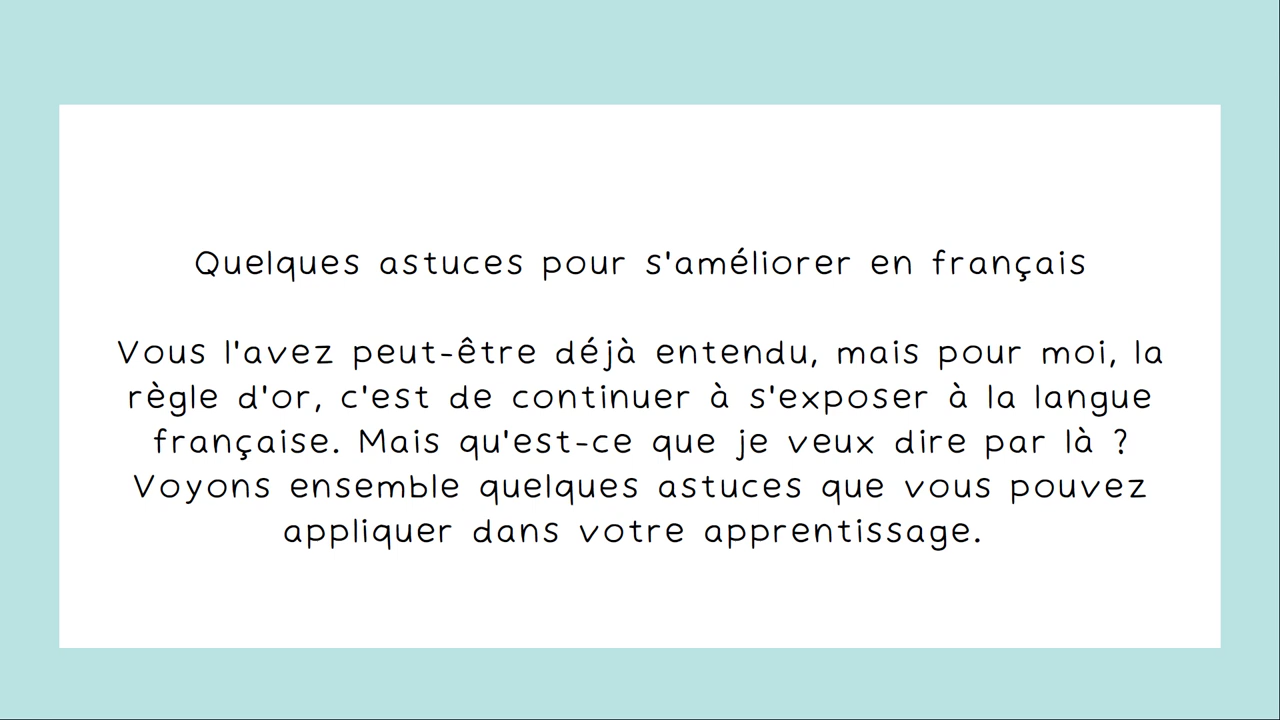 Quelques astuces pour s'améliorer en français
Vous l'avez peut-être déjà entendu, mais pour moi, la
règle d'or, c'est de continuer à s'exposer à la langue
française. Mais qu'est-ce que je veux dire par là ?
Voyons ensemble quelques astuces que vous pouvez
appliquer dans votre apprentissage.